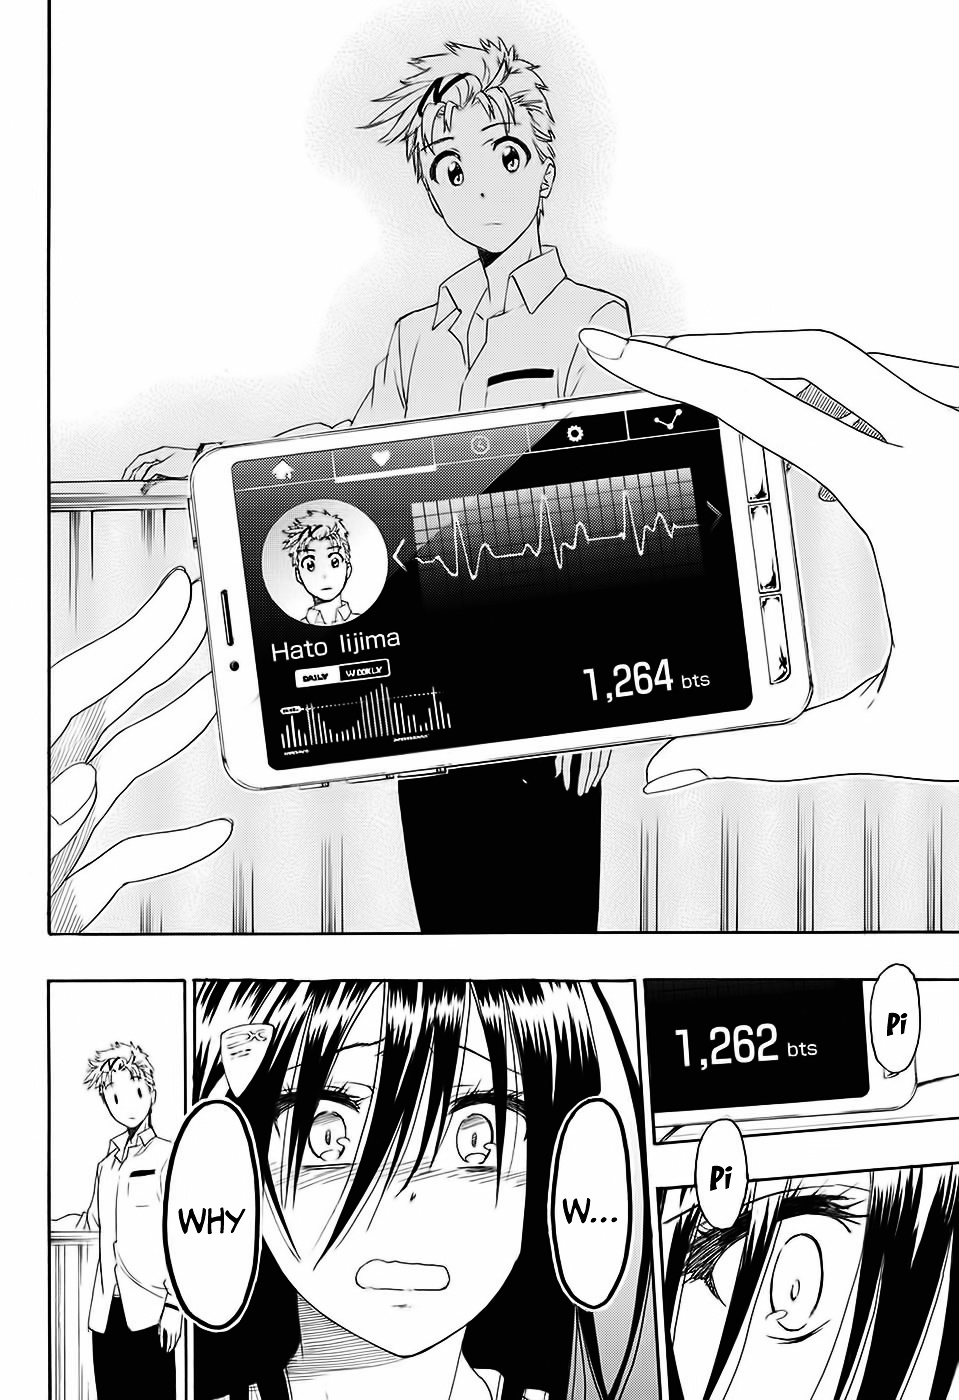 Hato Iijima
DAILY WEEKLY
1,264 bts
Pi
1,262 bts
Pi
W...
WHY